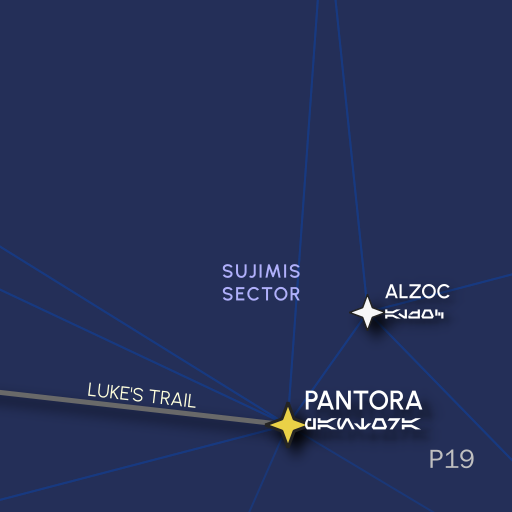 SUJIMIS
SECTOR
ALZOC
LUKE'S TRAIL
PANTORA
P19